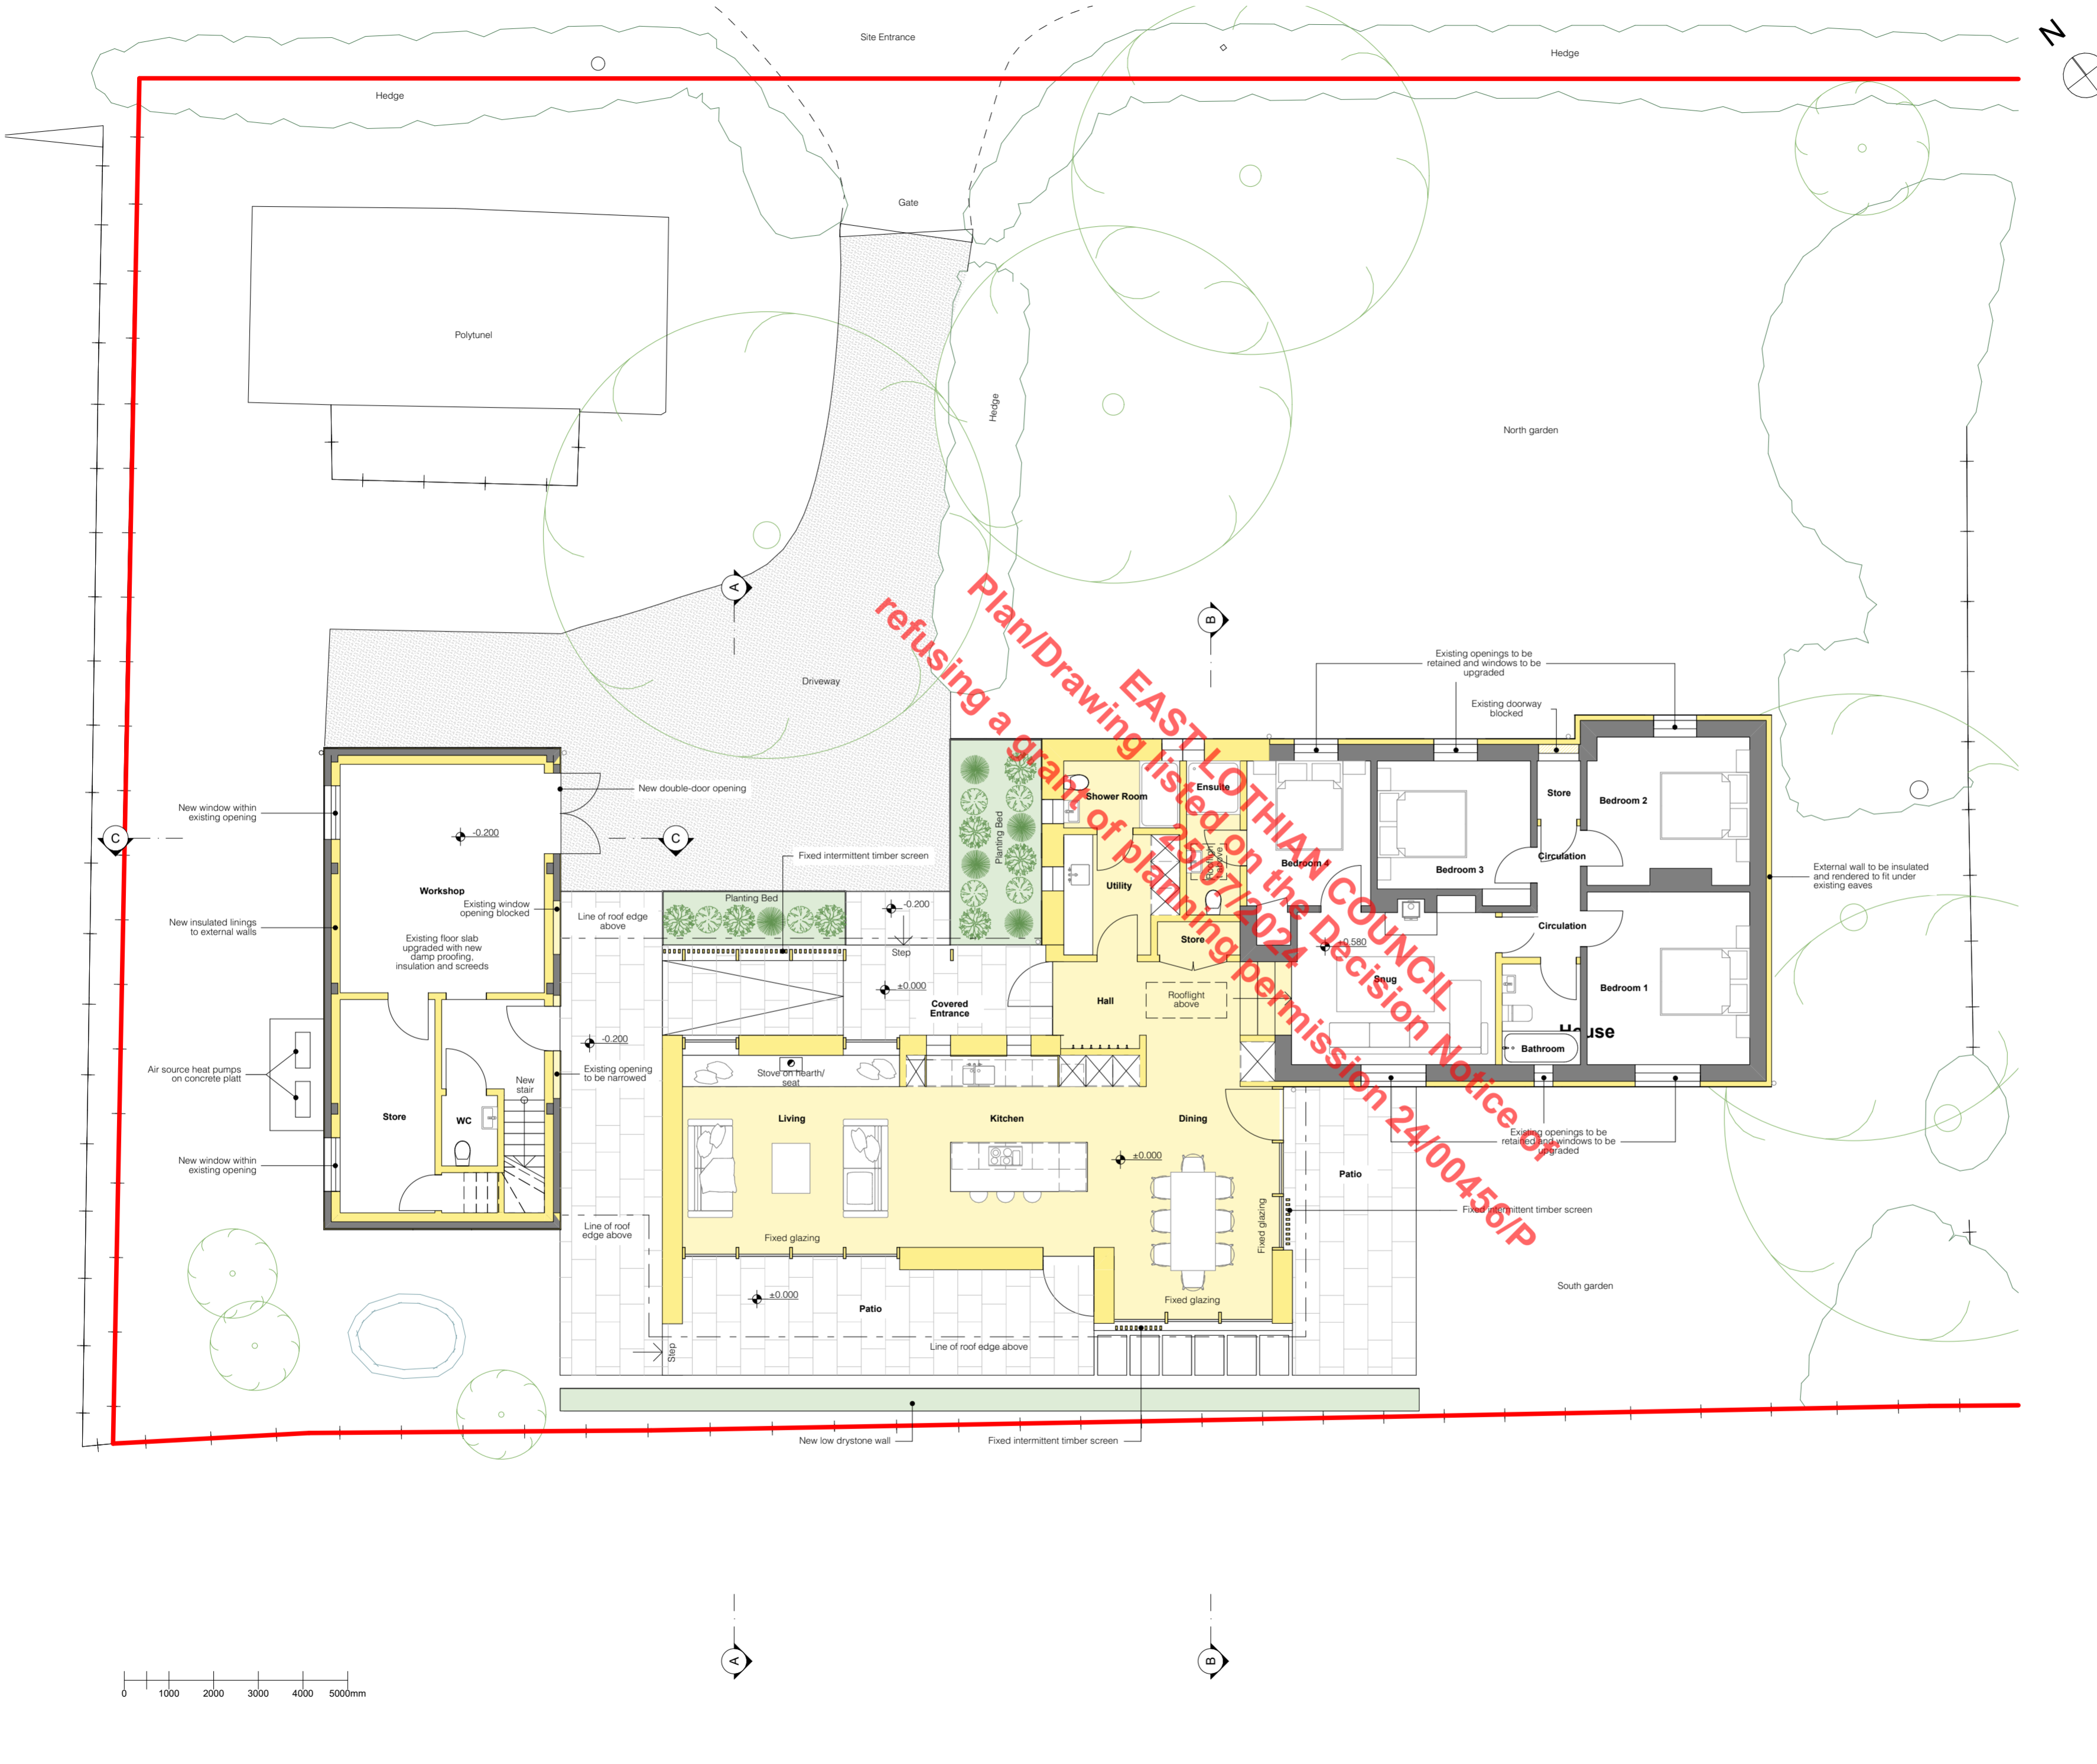 Site Entrance
Hedge
N
Hedge
Gate
Polytunel
Hedge
North garden
A
B
Driveway
Existing openings to be
retained and windows to be
upgraded
Existing doorway
blocked
New double-door opening
New window within
existing opening
C
C
-0.200
Fixed intermittent timber screen
Planting Bed
Shower Room
Ensuite
Rooflight
above
Utility
Bedroom 4
Bedroom 3
Store
Bedroom 2
Circulation
External wall to be insulated
and rendered to fit under
existing eaves
Workshop
Existing window
opening blocked
New insulated linings
to external walls
Existing floor slab
upgraded with new
damp proofing,
insulation and screeds
Line of roof edge
above
Planting Bed
-0.200
Step
Store
+0.580
Circulation
Snug
Bedroom 1
±0.000
Covered
Entrance
Hall
Rooflight
above
House
Bathroom
-0.200
Air source heat pumps
on concrete platt
Existing opening
to be narrowed
New
stair
Stove on hearth/
seat
Store
WC
Living
Kitchen
Dining
Existing openings to be
retained and windows to be
upgraded
±0.000
Patio
New window within
existing opening
Fixed intermittent timber screen
Line of roof
edge above
Fixed glazing
Fixed glazing
South garden
±0.000
Patio
Fixed glazing
Step
Line of roof edge above
New low drystone wall
Fixed intermittent timber screen
A
B
0 1000 2000 3000 4000 5000mm
EAST LOTHIAN COUNCIL
25/07/2024
Plan/Drawing listed on the Decision Notice of
refusing a grant of planning permission 24/00456/P